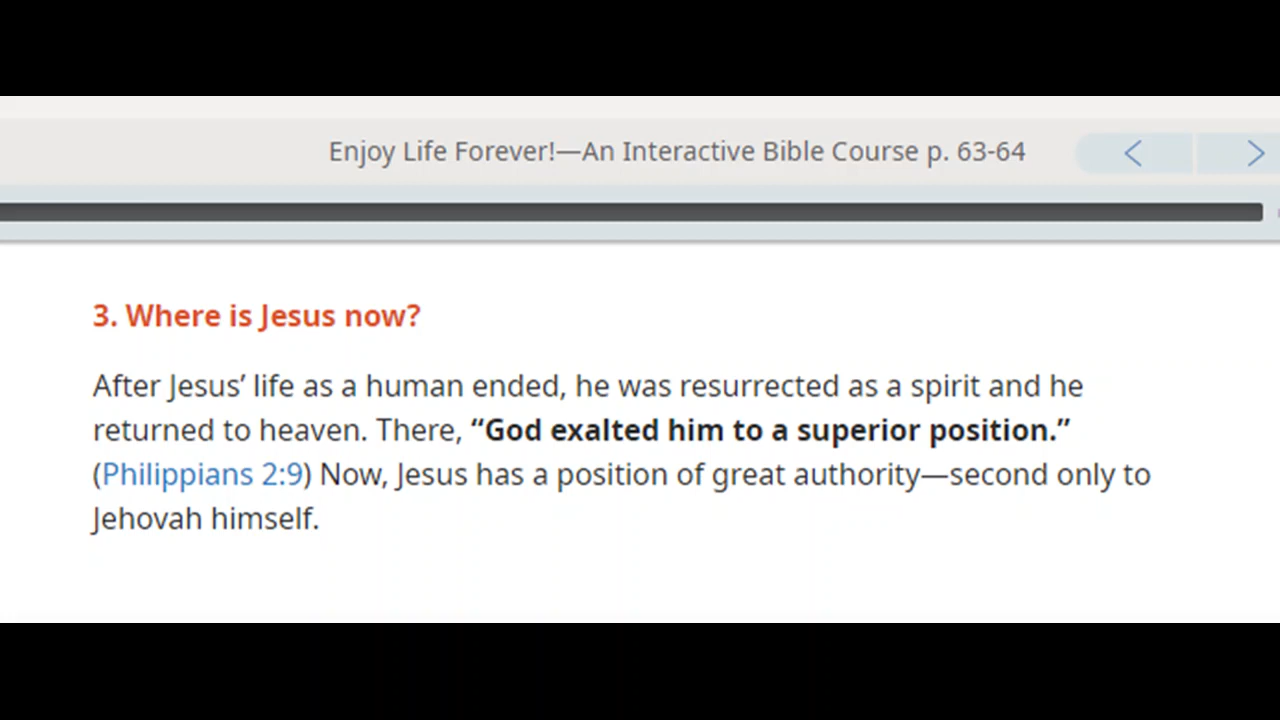 Enjoy Life Forever!—An Interactive Bible Course p. 63-64
3. Where is Jesus now?
After Jesus’ life as a human ended, he was resurrected as a spirit and he
returned to heaven. There, “God exalted him to a superior position.”
(Philippians 2:9) Now, Jesus has a position of great authority—second only to
Jehovah himself.